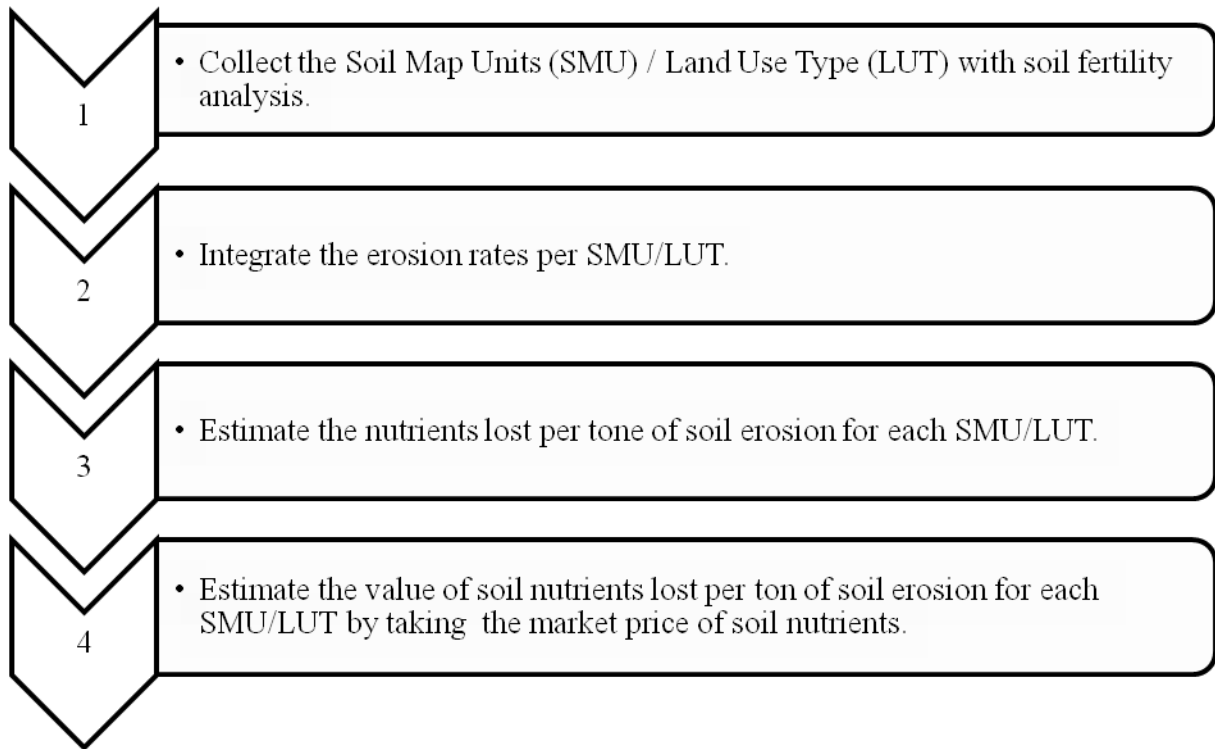 1
• Collect the Soil Map Units (SMU) / Land Use Type (LUT) with soil fertility
analysis.
2
• Integrate the erosion rates per SMU/LUT.
3
• Estimate the nutrients lost per tone of soil erosion for each SMU/LUT.
4
• Estimate the value of soil nutrients lost per ton of soil erosion for each
SMU/LUT by taking  the market price of soil nutrients.